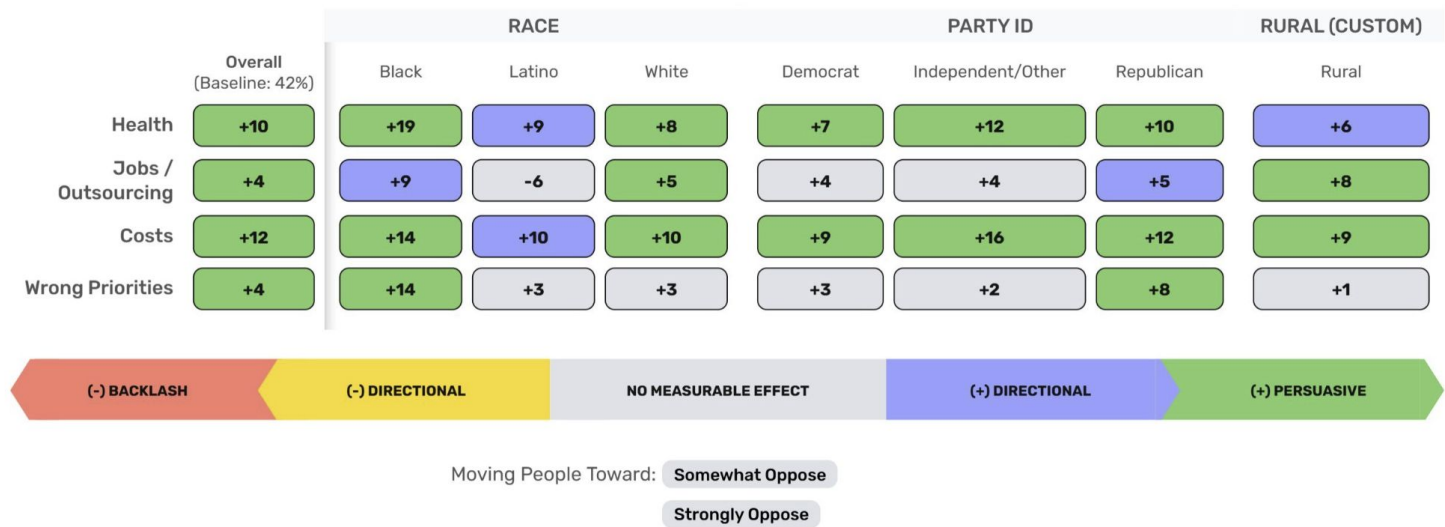 RACE PARTY ID RURAL (CUSTOM)
Overall
(Baseline: 42%) Black Latino White Democrat Independent/Other Republican Rural
Health +10 +19 +9 +8 +7 +12 +10 +6
Jobs /
Outsourcing +4 +9 -6 +5 +4 +4 +5 +8
Costs +12 +14 +10 +10 +9 +16 +12 +9
Wrong Priorities +4 +14 +3 +3 +3 +2 +8 +1
(-) BACKLASH (-) DIRECTIONAL NO MEASURABLE EFFECT (+) DIRECTIONAL (+) PERSUASIVE
Moving People Toward: Somewhat Oppose
Strongly Oppose